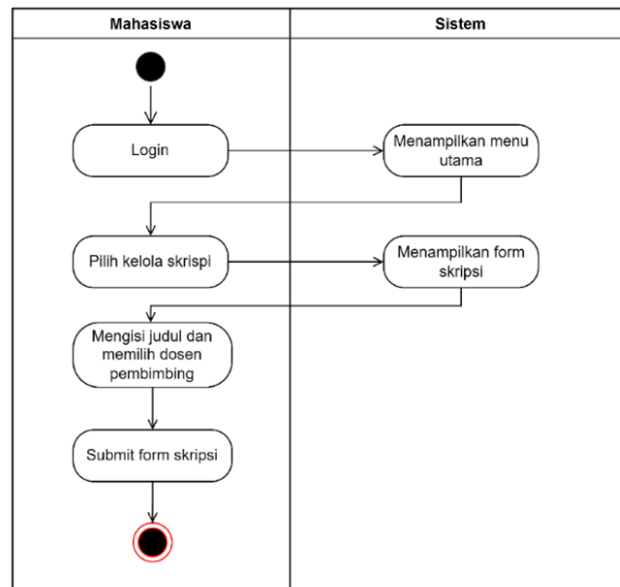 Mahasiswa
Sistem
Login
Menampilkan menu
utama
Pilih kelola skrispi
Menampilkan form
skripsi
Mengisi judul dan
memilih dosen
pembimbing
Submit form skripsi